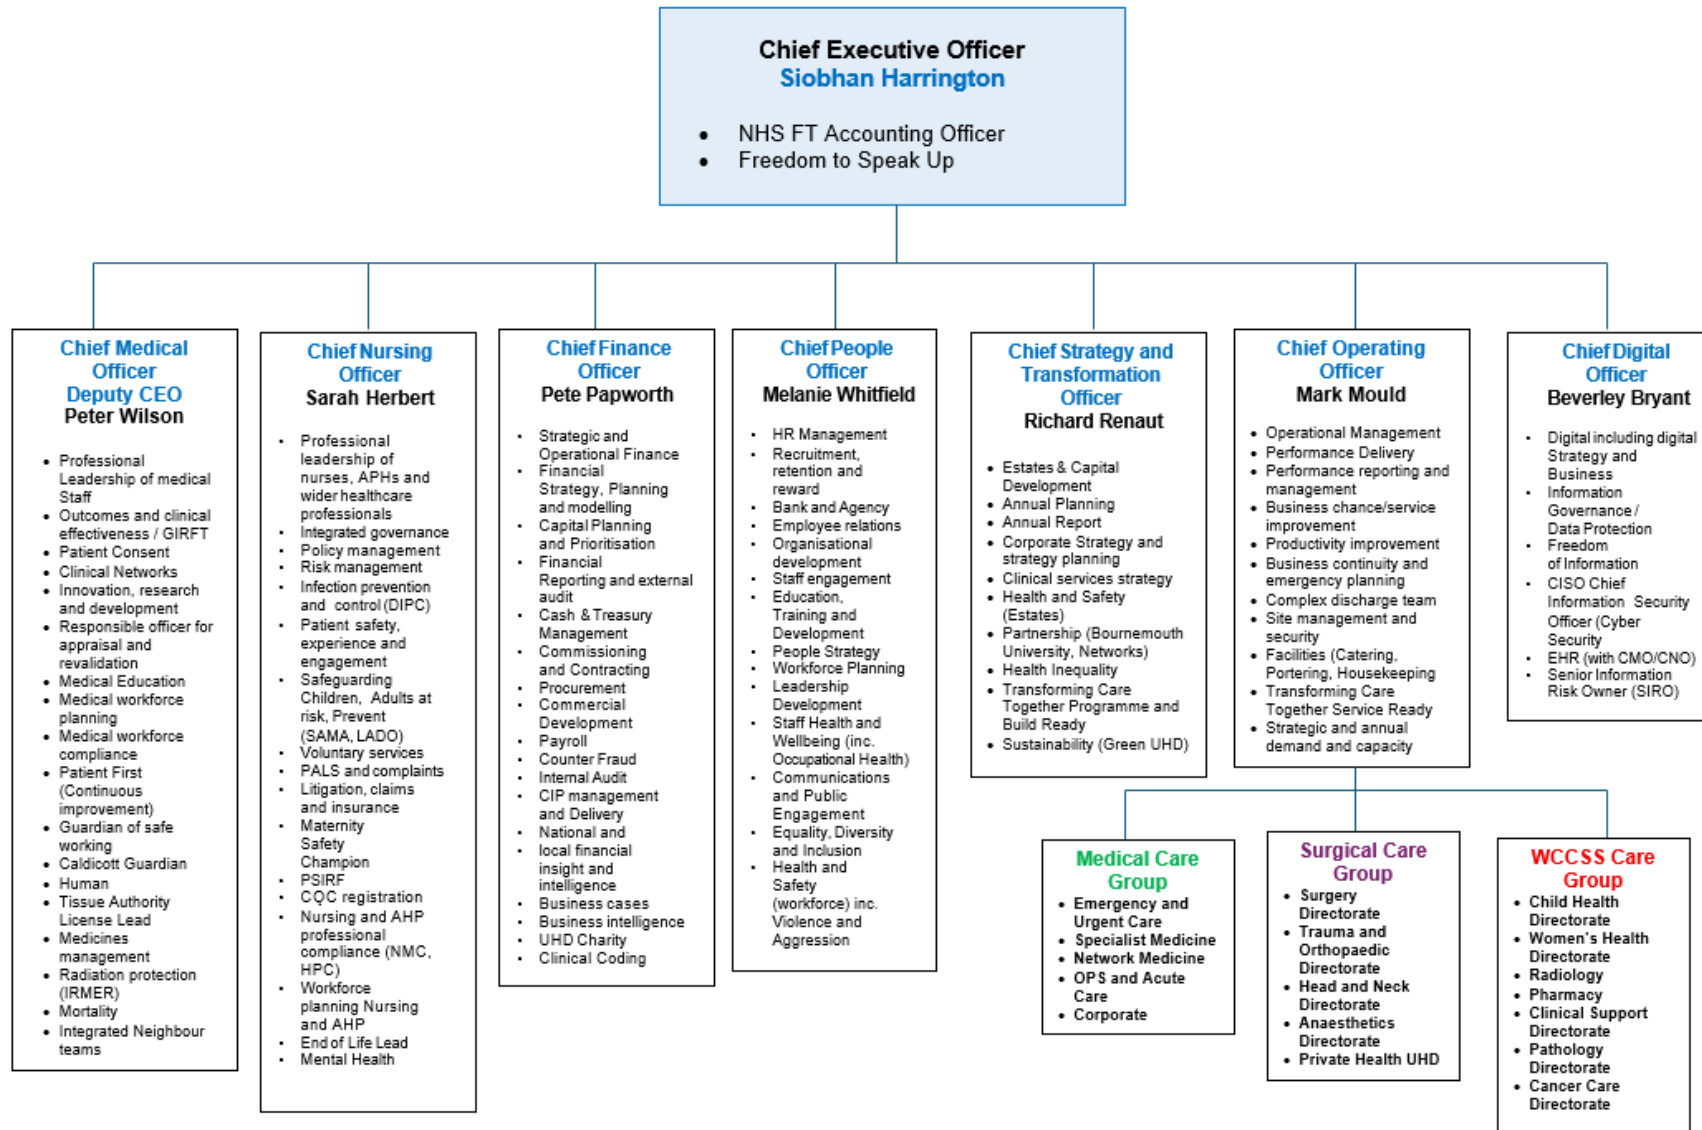 Chief Executive Officer
Siobhan Harrington
• NHS FT Accounting Officer
• Freedom to Speak Up
Chief Medical
Officer
Deputy CEO
Peter Wilson
• Professional
Leadership of medical
Staff
• Outcomes and clinical
effectiveness / GIRFT
• Patient Consent
• Clinical Networks
• Innovation, research
and development
• Responsible officer for
appraisal and
revalidation
• Medical Education
• Medical workforce
planning
• Medical workforce
compliance
• Patient First
(Continuous
improvement)
• Guardian of safe
working
• Caldicott Guardian
• Human
• Tissue Authority
License Lead
• Medicines
management
• Radiation protection
(IRMER)
• Mortality
• Integrated Neighbour
teams
Chief Nursing
Officer
Sarah Herbert
• Professional
leadership of
nurses, APHs and
wider healthcare
professionals
• Integrated governance
• Policy management
• Risk management
• Infection prevention
and control (DIPC)
• Patient safety,
experience and
engagement
• Safeguarding
Children, Adults at
risk, Prevent
(SAMA, LADO)
• Voluntary services
• PALS and complaints
• Litigation, claims
and insurance
• Maternity
Safety
Champion
• PSIRF
• CQC registration
• Nursing and AHP
professional
compliance (NMC,
HPC)
• Workforce
planning Nursing
and AHP
• End of Life Lead
• Mental Health
Chief Finance
Officer
Pete Papworth
• Strategic and
Operational Finance
• Financial
Strategy, Planning
and modelling
• Capital Planning
and Prioritisation
• Financial
Reporting and external
audit
• Cash & Treasury
Management
• Commissioning
and Contracting
• Procurement
• Commercial
Development
• Payroll
• Counter Fraud
• Internal Audit
• CIP management
and Delivery
• National and
• local financial
insight and
intelligence
• Business cases
• Business intelligence
• UHD Charity
• Clinical Coding
Chief People
Officer
Melanie Whitfield
• HR Management
• Recruitment,
retention and
reward
• Bank and Agency
• Employee relations
• Organisational
development
• Staff engagement
• Education,
Training and
Development
• People Strategy
• Workforce Planning
• Leadership
Development
• Staff Health and
Wellbeing (inc.
Occupational Health)
• Communications
and Public
Engagement
• Equality, Diversity
and Inclusion
• Health and
Safety
(workforce) inc.
Violence and
Aggression
Chief Strategy and
Transformation
Officer
Richard Renaut
• Estates & Capital
Development
• Annual Planning
• Annual Report
• Corporate Strategy and
strategy planning
• Clinical services strategy
• Health and Safety
(Estates)
• Partnership (Bournemouth
University, Networks)
• Health Inequality
• Transforming Care
Together Programme and
Build Ready
• Sustainability (Green UHD)
Chief Operating
Officer
Mark Mould
• Operational Management
• Performance Delivery
• Performance reporting and
management
• Business chance/service
improvement
• Productivity improvement
• Business continuity and
emergency planning
• Complex discharge team
• Site management and
security
• Facilities (Catering,
Portering, Housekeeping
• Transforming Care
Together Service Ready
• Strategic and annual
demand and capacity
Chief Digital
Officer
Beverley Bryant
• Digital including digital
Strategy and
Business
• Information
Governance /
Data Protection
• Freedom
of Information
• CISO Chief
Information Security
Officer (Cyber
Security
• EHR (with CMO/CNO)
• Senior Information
Risk Owner (SIRO)
Medical Care
Group
• Emergency and
Urgent Care
• Specialist Medicine
• Network Medicine
• OPS and Acute
Care
• Corporate
Surgical Care
Group
• Surgery
Directorate
• Trauma and
Orthopaedic
Directorate
• Head and Neck
Directorate
• Anaesthetics
Directorate
• Private Health UHD
WCCSS Care
Group
• Child Health
Directorate
• Women's Health
Directorate
• Radiology
• Pharmacy
• Clinical Support
Directorate
• Pathology
Directorate
• Cancer Care
Directorate